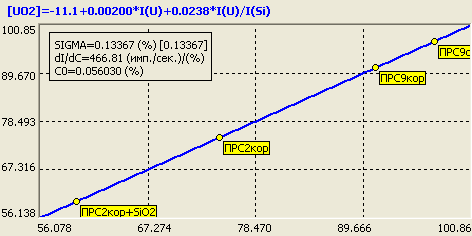 [UO2]=-11.1+0.00200*I(U)+0.0238*I(U)/I(Si)
100.85
SIGMA=0.13367 (%) [0.13367]
dI/dC=466.81 (имп./сек.)/(%)
C0=0.056030 (%)
ПРС9с
89.670
ПРС9кор
78.493
ПРС2кор
67.316
56.138
ПРС2кор+SiO2
56.078
67.274
78.470
89.666
100.86